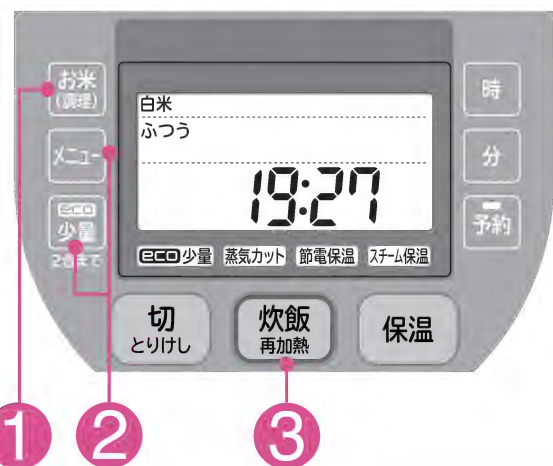 お米
(調理)
メニュー
eco
少量
2合まで
白米
ふつう
19:27
eco少量 蒸気カット 節電保温 スチーム保温
時
分
予約
切
とりけし
炊飯
再加熱
保温
1
2
3